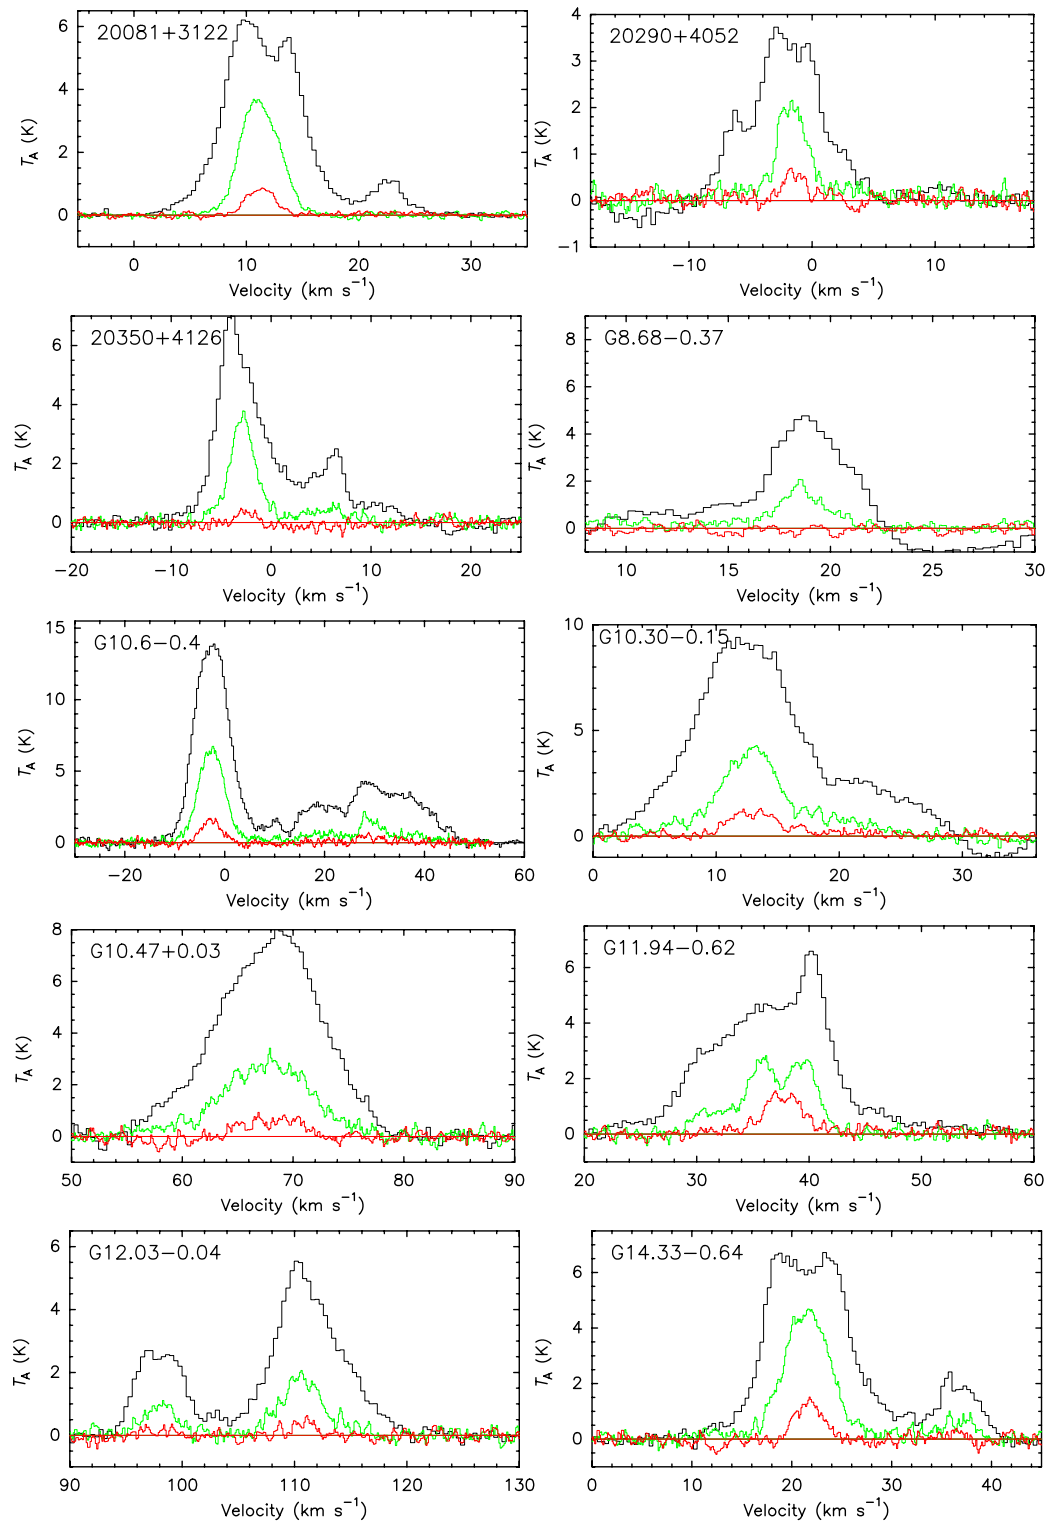 20081+3122
6
4
2
0
T_A (K)
0 10 20 30
Velocity (km s⁻¹)
20290+4052
4
3
2
1
0
−1
T_A (K)
−10 0 10
Velocity (km s⁻¹)
20350+4126
6
4
2
0
T_A (K)
−20 −10 0 10 20
Velocity (km s⁻¹)
G8.68−0.37
8
6
4
2
0
T_A (K)
10 15 20 25 30
Velocity (km s⁻¹)
G10.6−0.4
15
10
5
0
T_A (K)
−20 0 20 40 60
Velocity (km s⁻¹)
G10.30−0.15
10
5
0
T_A (K)
0 10 20 30
Velocity (km s⁻¹)
G10.47+0.03
8
6
4
2
0
T_A (K)
50 60 70 80 90
Velocity (km s⁻¹)
G11.94−0.62
6
4
2
0
T_A (K)
20 30 40 50 60
Velocity (km s⁻¹)
G12.03−0.04
6
4
2
0
T_A (K)
90 100 110 120 130
Velocity (km s⁻¹)
G14.33−0.64
6
4
2
0
T_A (K)
0 10 20 30 40
Velocity (km s⁻¹)